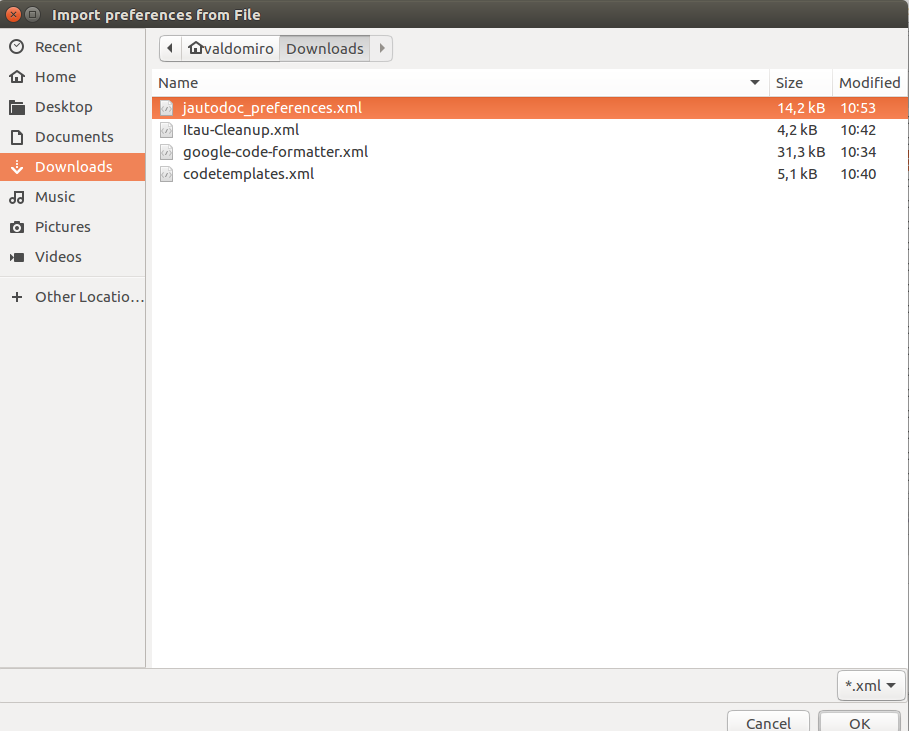 Import preferences from File
Recent
Home
Desktop
Documents
Downloads
Music
Pictures
Videos
Other Locatio...
valdomiro Downloads
Name Size Modified
jautodoc_preferences.xml 14,2 kB 10:53
Itau-Cleanup.xml 4,2 kB 10:42
google-code-formatter.xml 31,3 kB 10:34
codetemplates.xml 5,1 kB 10:40
*.xml
Cancel OK